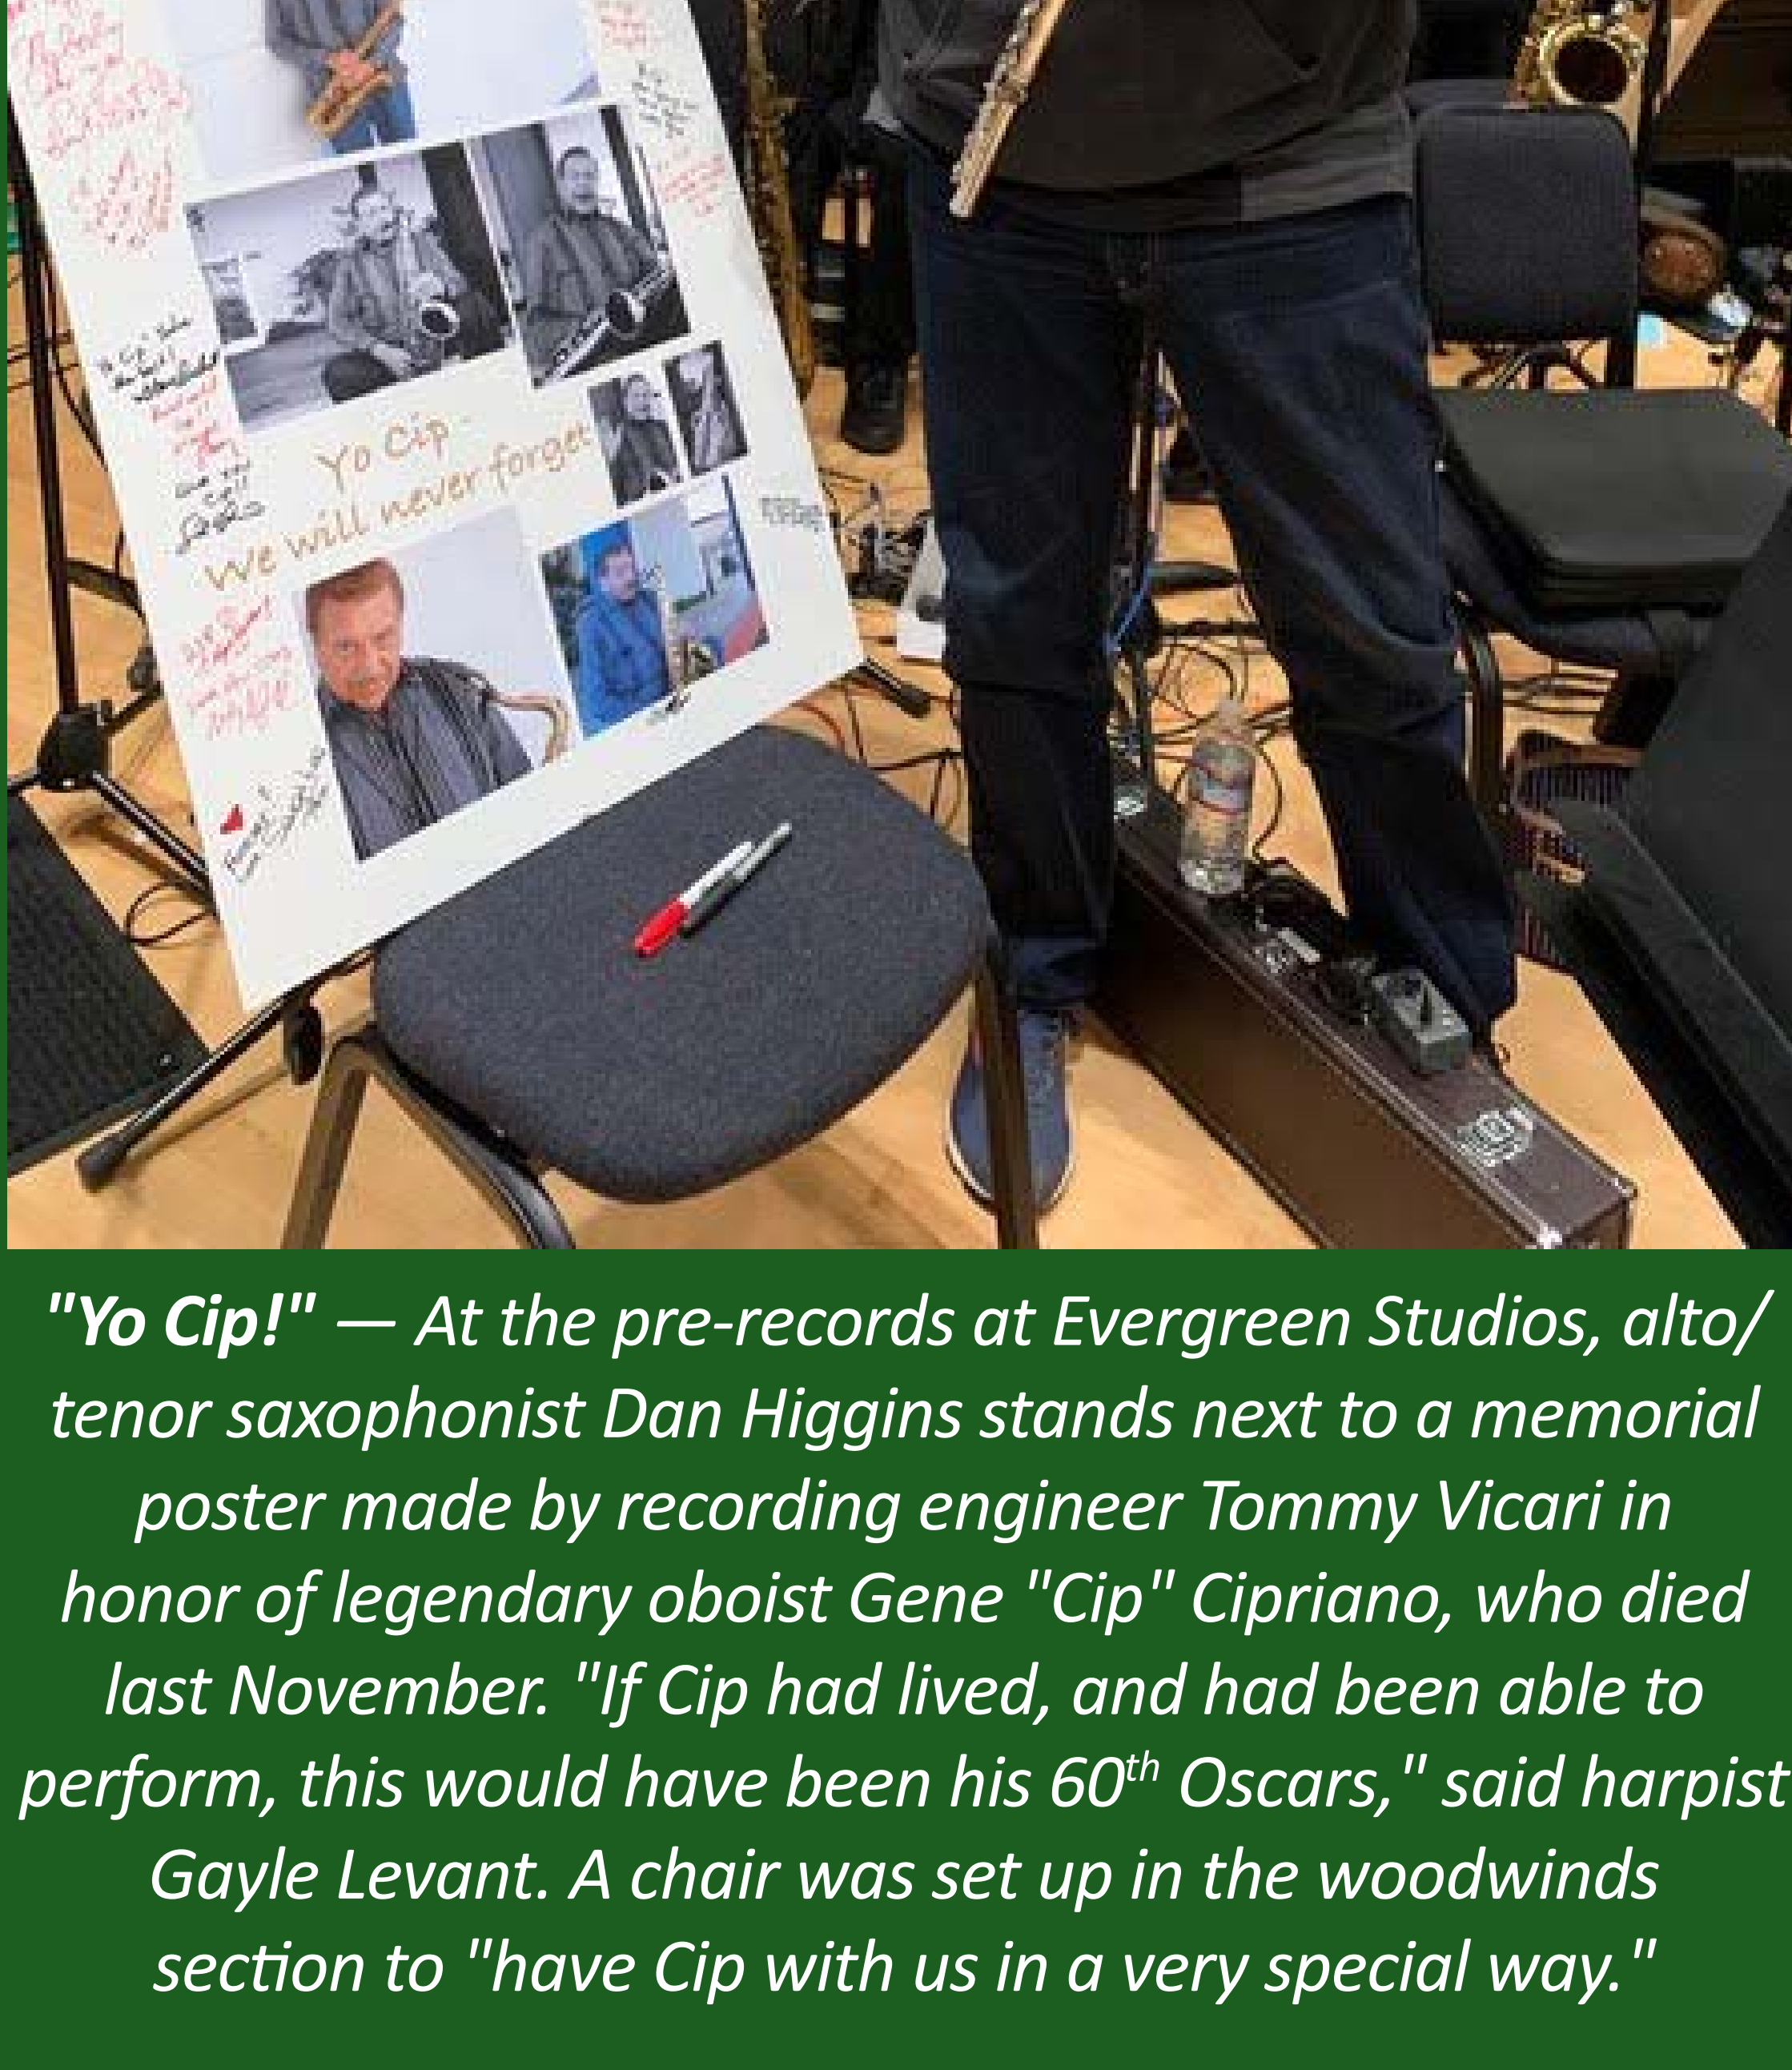 Yo Cip -
we will never forget
"Yo Cip!" — At the pre-records at Evergreen Studios, alto/
tenor saxophonist Dan Higgins stands next to a memorial
poster made by recording engineer Tommy Vicari in
honor of legendary oboist Gene "Cip" Cipriano, who died
last November. "If Cip had lived, and had been able to
perform, this would have been his 60th Oscars," said harpist
Gayle Levant. A chair was set up in the woodwinds
section to "have Cip with us in a very special way."